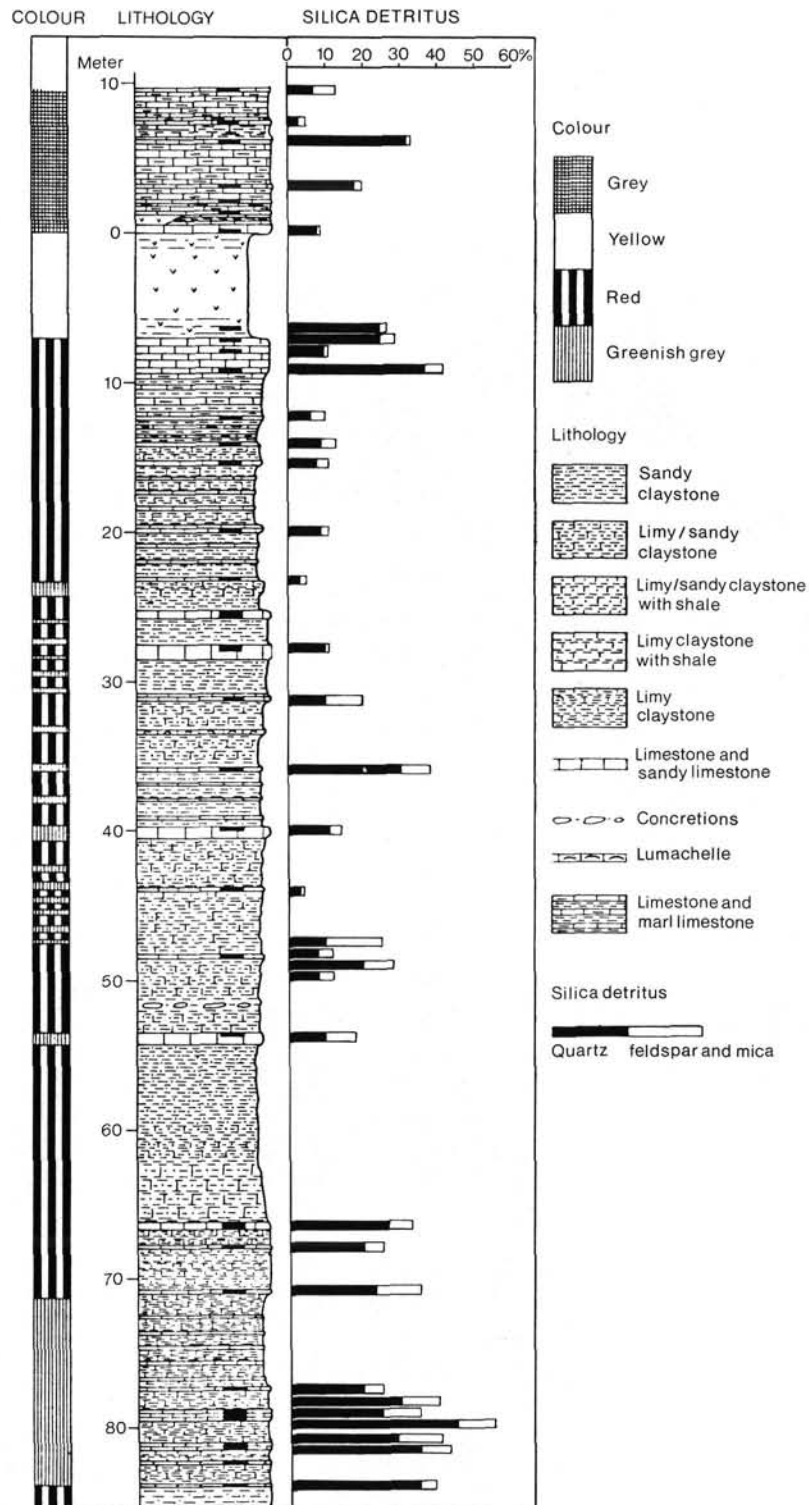 COLOUR LITHOLOGY SILICA DETRITUS
Meter
0 10 20 30 60%
10
0
10
20
30
40
50
60
70
80
Colour
Grey
Yellow
Red
Greenish grey
Lithology
Sandy
claystone
Limy/sandy
claystone
Limy/sandy claystone
with shale
Limy claystone
with shale
Limy
claystone
Limestone and
sandy limestone
Concretions
Lumachelle
Limestone and
marl limestone
Silica detritus
Quartz feldspar and mica